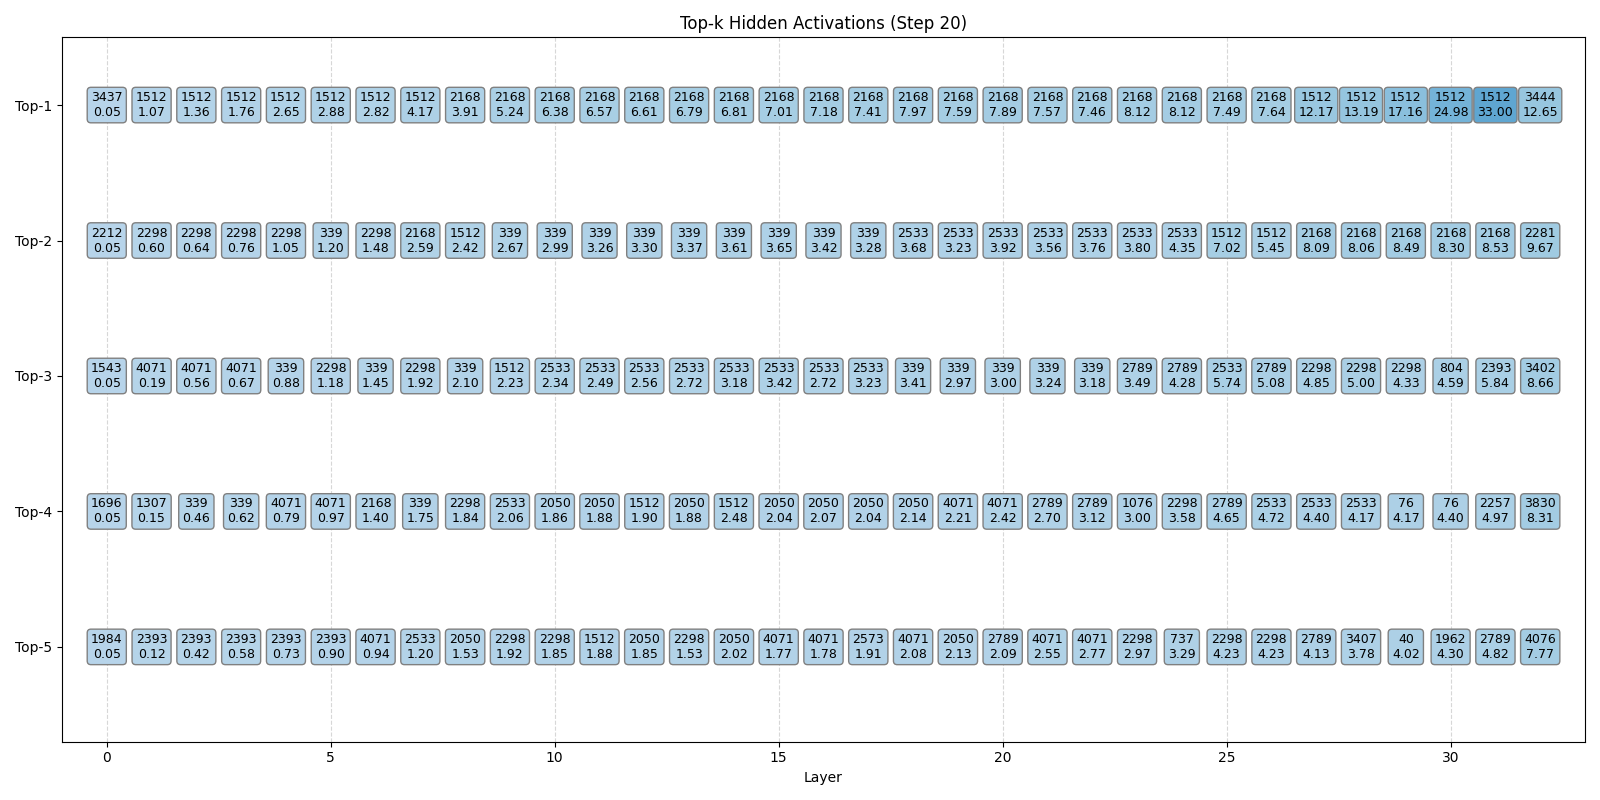 Top-k Hidden Activations (Step 20)
Top-1
3437 1512 1512 1512 1512 1512 1512 1512 2168 2168 2168 2168 2168 2168 2168 2168 2168 2168 2168 2168 2168 2168 2168 2168 2168 2168 2168 1512 1512 1512 1512 1512 3444
0.05 1.07 1.36 1.76 2.65 2.88 2.82 4.17 3.91 5.24 6.38 6.57 6.61 6.79 6.81 7.01 7.18 7.41 7.97 7.59 7.89 7.57 7.46 8.12 8.12 7.49 7.64 12.17 13.19 17.16 24.98 33.00 12.65
Top-2
2212 2298 2298 2298 2298 339 2298 2168 1512 339 339 339 339 339 339 339 339 339 2533 2533 2533 2533 2533 2533 2533 1512 1512 2168 2168 2168 2168 2168 2281
0.05 0.60 0.64 0.76 1.05 1.20 1.48 2.59 2.42 2.67 2.99 3.26 3.30 3.37 3.61 3.65 3.42 3.28 3.68 3.23 3.92 3.56 3.76 3.80 4.35 7.02 5.45 8.09 8.06 8.49 8.30 8.53 9.67
Top-3
1543 4071 4071 4071 339 2298 339 2298 339 1512 2533 2533 2533 2533 2533 2533 2533 2533 339 339 339 339 339 2789 2789 2533 2789 2298 2298 2298 804 2393 3402
0.05 0.19 0.56 0.67 0.88 1.18 1.45 1.92 2.10 2.23 2.34 2.49 2.56 2.72 3.18 3.42 2.72 3.23 3.41 2.97 3.00 3.24 3.18 3.49 4.28 5.74 5.08 4.85 5.00 4.33 4.59 5.84 8.66
Top-4
1696 1307 339 339 4071 4071 2168 339 2298 2533 2050 2050 1512 2050 1512 2050 2050 2050 2050 4071 4071 2789 2789 1076 2298 2789 2533 2533 2533 76 76 2257 3830
0.05 0.15 0.46 0.62 0.79 0.97 1.40 1.75 1.84 2.06 1.86 1.88 1.90 1.88 2.48 2.04 2.07 2.04 2.14 2.21 2.42 2.70 3.12 3.00 3.58 4.65 4.72 4.40 4.17 4.17 4.40 4.97 8.31
Top-5
1984 2393 2393 2393 2393 2393 4071 2533 2050 2298 2298 1512 2050 2298 2050 4071 4071 2573 4071 2050 2789 4071 4071 2298 737 2298 2298 2789 3407 40 1962 2789 4076
0.05 0.12 0.42 0.58 0.73 0.90 0.94 1.20 1.53 1.92 1.85 1.88 1.85 1.53 2.02 1.77 1.78 1.91 2.08 2.13 2.09 2.55 2.77 2.97 3.29 4.23 4.23 4.13 3.78 4.02 4.30 4.82 7.77
0 5 10 15 20 25 30
Layer